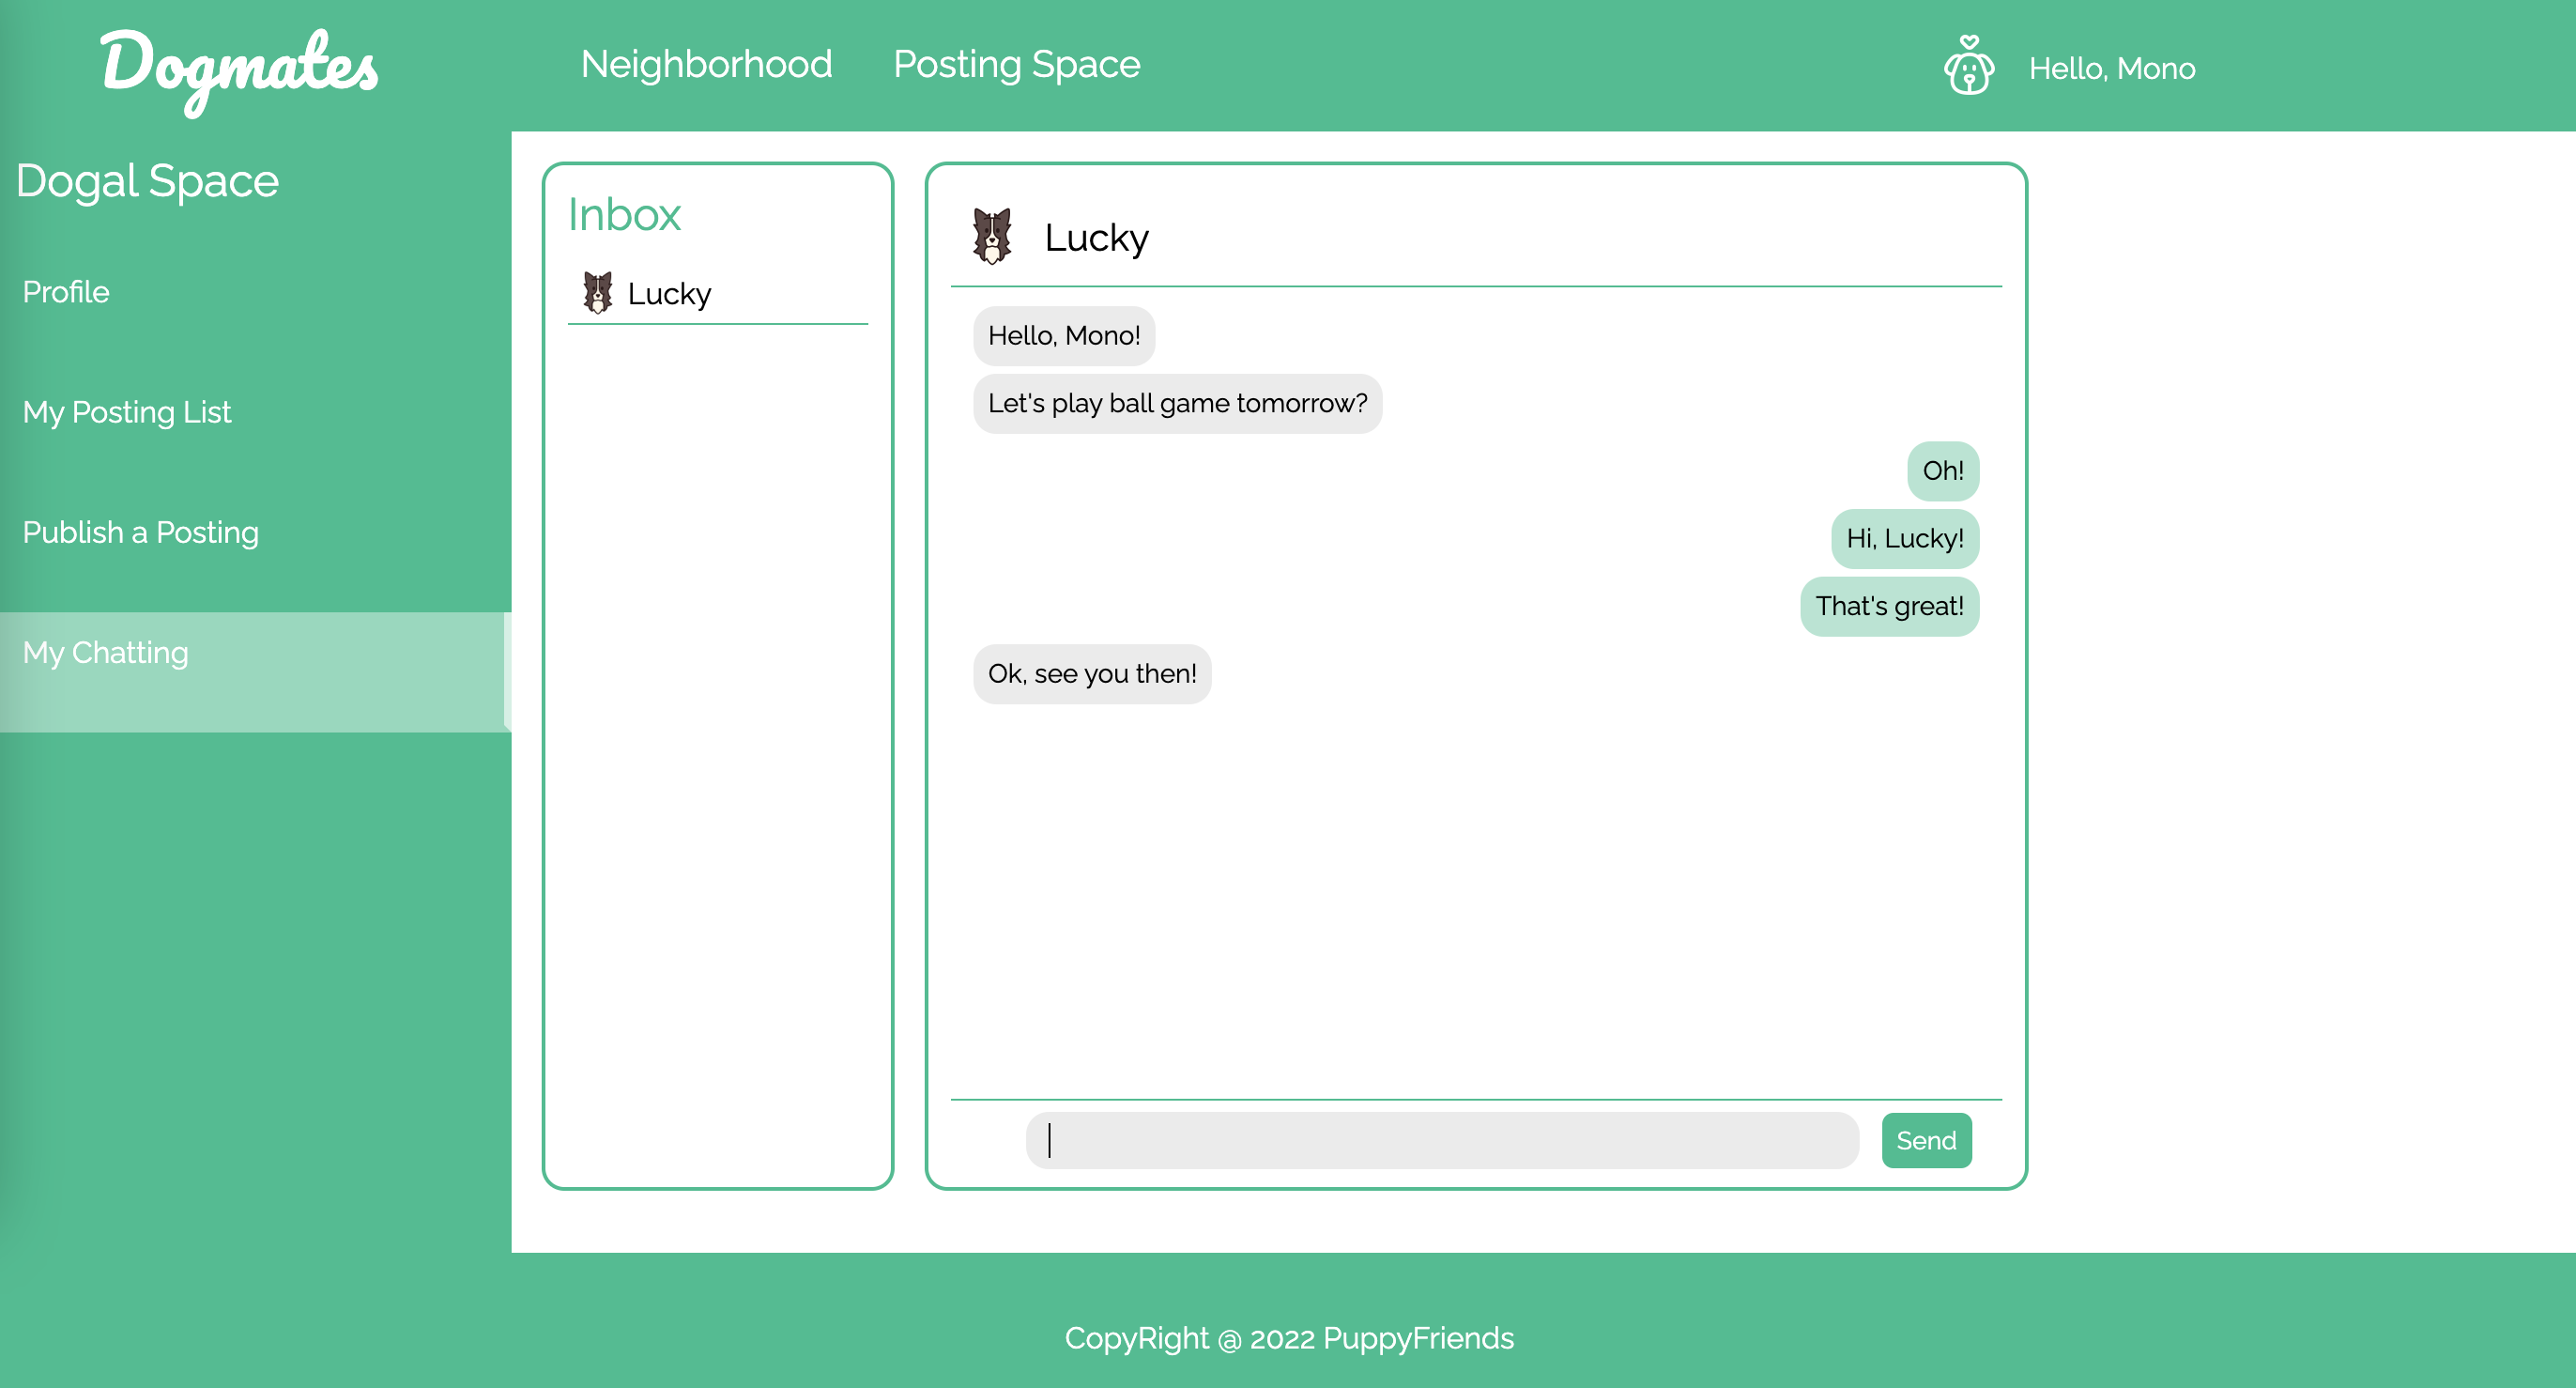 Dogmates
Neighborhood
Posting Space
Hello, Mono
Dogal Space
Profile
My Posting List
Publish a Posting
My Chatting
Inbox
Lucky
Lucky
Hello, Mono!
Let's play ball game tomorrow?
Oh!
Hi, Lucky!
That's great!
Ok, see you then!
Send
CopyRight @ 2022 PuppyFriends